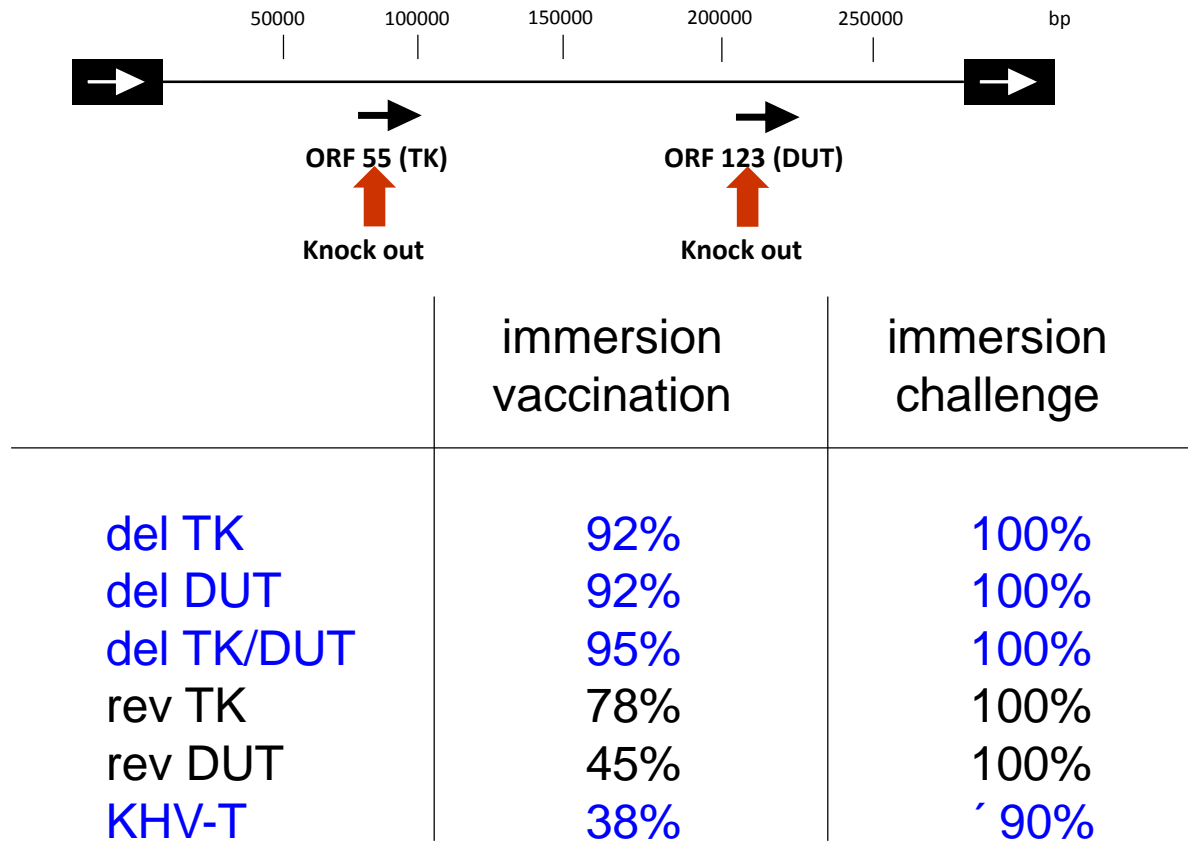 50000 100000 150000 200000 250000 bp
ORF 55 (TK) ORF 123 (DUT)
Knock out Knock out
immersion immersion
vaccination challenge
del TK 92% 100%
del DUT 92% 100%
del TK/DUT 95% 100%
rev TK 78% 100%
rev DUT 45% 100%
KHV-T 38% ´ 90%